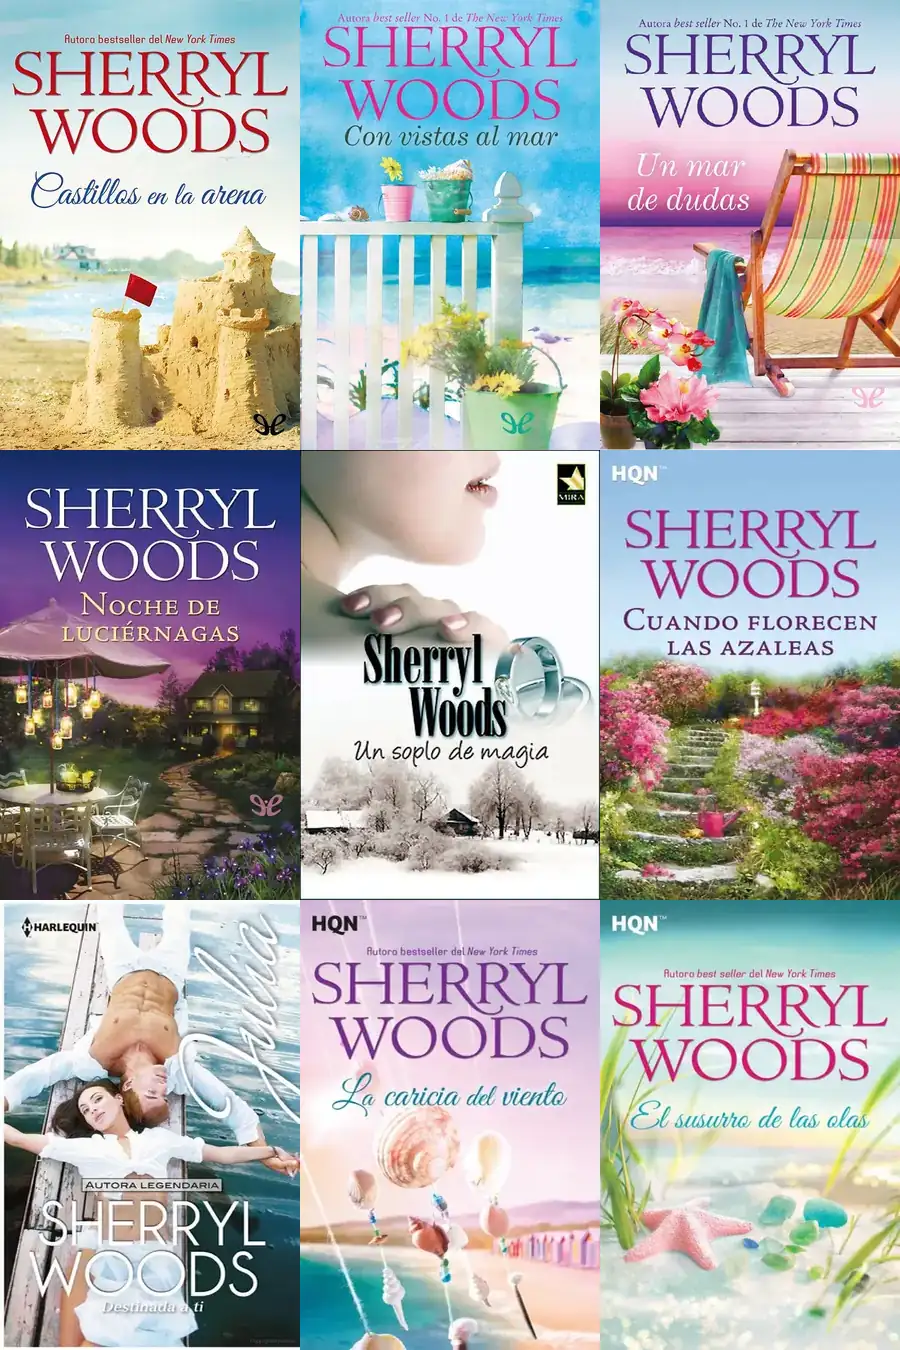 Autora bestseller del New York Times
SHERRYL
WOODS
Castillos en la arena
Autora best seller No. 1 de The New York Times
SHERRYL
WOODS
Con vistas al mar
Autora best seller No. 1 de The New York Times
SHERRYL
WOODS
Un mar
de dudas
SHERRYL
WOODS
NOCHE DE
LUCIÉRNAGAS
MIRA
Sherryl
Woods
Un soplo de magia
HQN™
SHERRYL
WOODS
CUANDO FLORECEN
LAS AZALEAS
HARLEQUIN
Julia
AUTORA LEGENDARIA
SHERRYL
WOODS
Destinada a ti
HQN™
Autora bestseller del New York Times
SHERRYL
WOODS
La caricia del viento
HQN™
Autora best seller del New York Times
SHERRYL
WOODS
El susurro de las olas